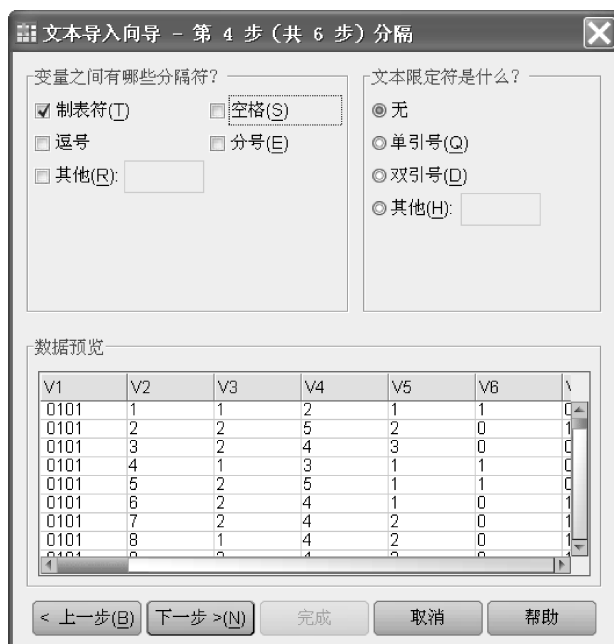 文本导入向导 - 第 4 步（共 6 步）分隔
变量之间有哪些分隔符？
制表符(T) 空格(S)
逗号 分号(E)
其他(R):
文本限定符是什么？
无
单引号(Q)
双引号(D)
其他(H):
数据预览
V1 V2 V3 V4 V5 V6
0101 1 1 2 1 1
0101 2 2 5 2 0 1
0101 3 2 4 3 0
0101 4 1 3 1 1
0101 5 2 5 1 1
0101 6 2 4 1 0 1
0101 7 2 4 2 0 1
0101 8 1 4 2 0 1
< 上一步(B) 下一步 >(N) 完成 取消 帮助